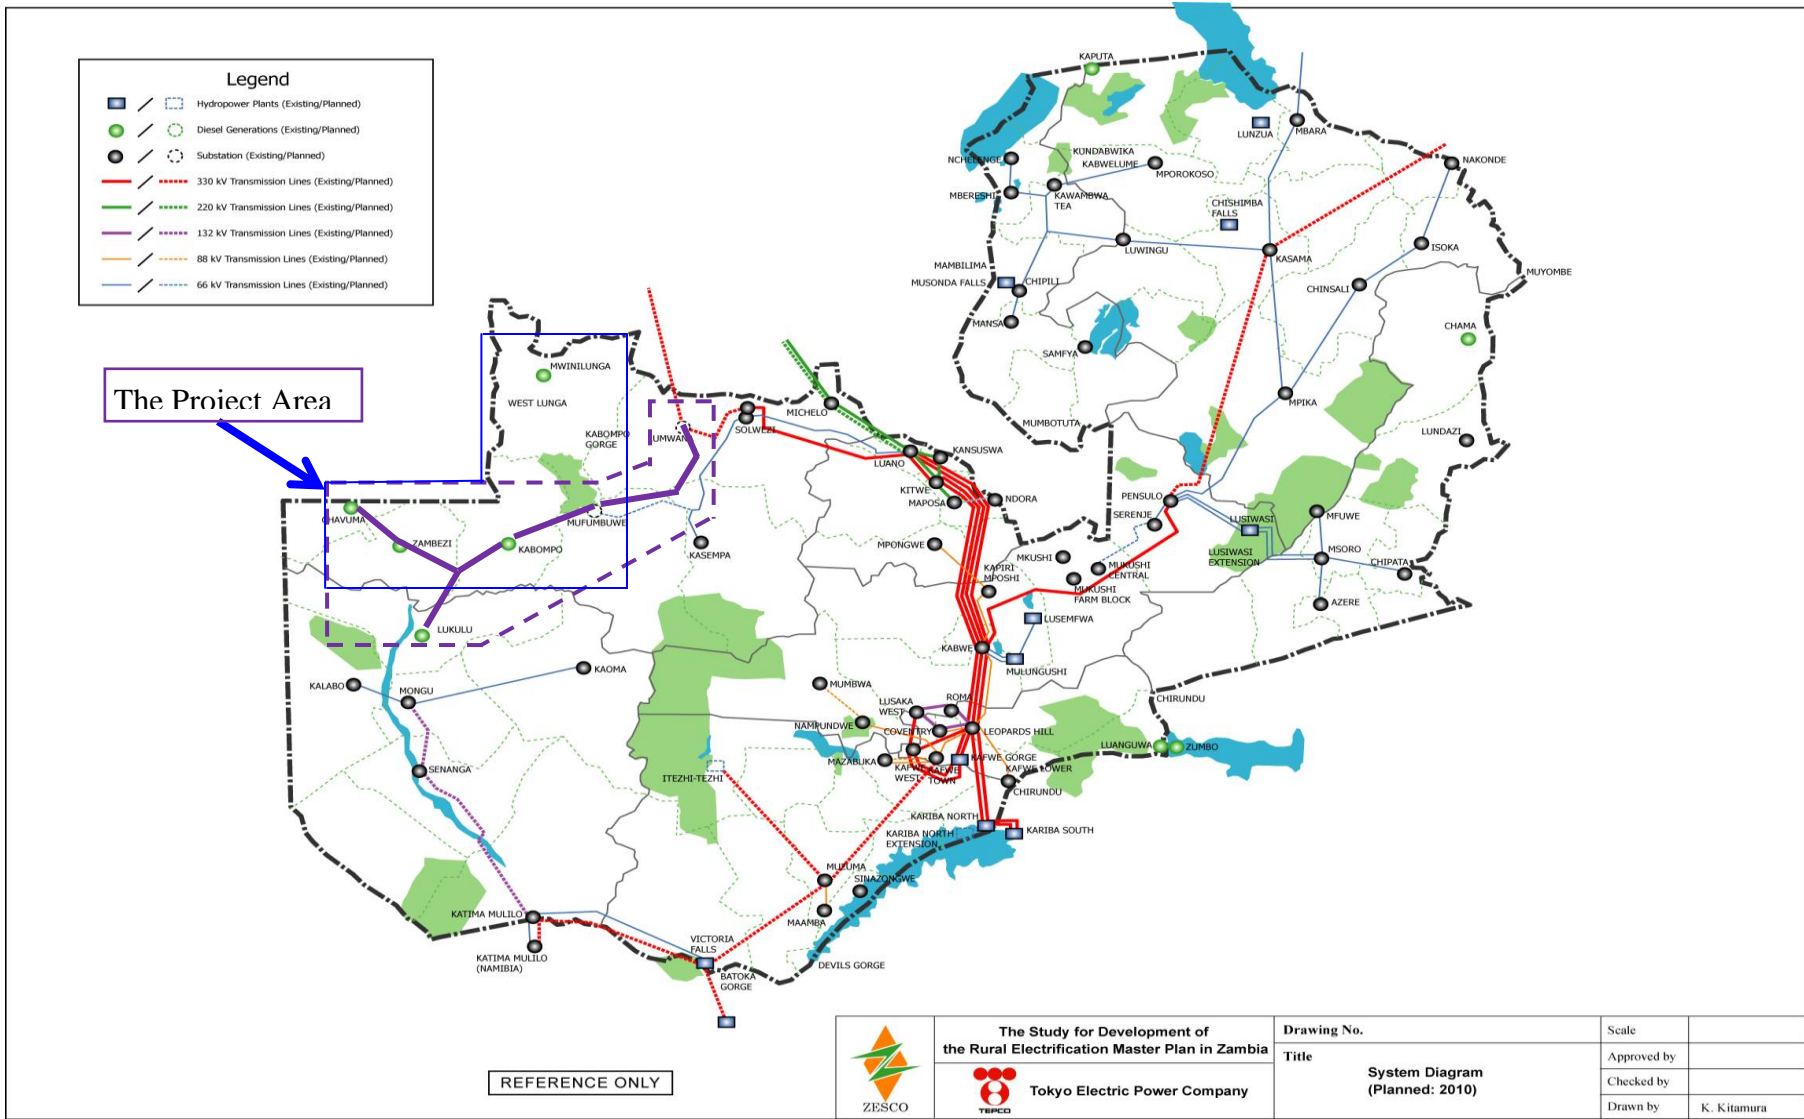 Legend
Hydropower Plants (Existing/Planned)
Diesel Generations (Existing/Planned)
Substation (Existing/Planned)
330 kV Transmission Lines (Existing/Planned)
220 kV Transmission Lines (Existing/Planned)
132 kV Transmission Lines (Existing/Planned)
88 kV Transmission Lines (Existing/Planned)
66 kV Transmission Lines (Existing/Planned)
The Project Area
KAPUTA
LUNZUA
MBARA
NCHELENGE
KUNDABWIKA
KABWELUME
MPOROKOSO
NAKONDE
MBERESHI
KAWAMBWA
TEA
CHISHIMBA
FALLS
LUWINGU
KASAMA
ISOKA
MAMBILIMA
MUSONDA FALLS
CHIPILI
CHINSALI
MUYOMBE
MANSA
SAMFYA
CHAMA
MWINILUNGA
WEST LUNGA
MICHELO
MPIKA
KABOMPO
GORGE
UMWANA
SOLWEZI
MUMBOTUTA
LUNDAZI
LUANO
KANSUSWA
KITWE
MAPOSA
NDORA
PENSULO
SERENJE
LUSIWASI
MFUWE
CHAVUMA
MUFUMBUWE
ZAMBEZI
KABOMPO
KASEMPA
MPONGWE
KAPIRI
MPOSHI
MKUSHI
MUKUSHI
CENTRAL
MUKUSHI
FARM BLOCK
LUSIWASI
EXTENSION
MSORO
CHIPATA
AZERE
LUKULU
LUSEMFWA
KABWE
MULUNGUSHI
KAOMA
KALABO
MONGU
MUMBWA
LUSAKA
WEST
ROMA
CHIRUNDU
NAMPUNDWE
COVENTRY
LEOPARDS HILL
LUANGUWA
ZUMBO
SENANGA
ITEZHI-TEZHI
MAZABUKA
KAFWE
WEST
KAFWE
TOWN
KAFWE GORGE
KAFWE LOWER
CHIRUNDU
KARIBA NORTH
KARIBA NORTH
EXTENSION
KARIBA SOUTH
MUZUMA
SINAZONGWE
MAAMBA
KATIMA MULILO
KATIMA MULILO
(NAMIBIA)
VICTORIA
FALLS
BATOKA
GORGE
DEVILS GORGE
REFERENCE ONLY
ZESCO
The Study for Development of
the Rural Electrification Master Plan in Zambia
TEPCO
Tokyo Electric Power Company
Drawing No.
Title
System Diagram
(Planned: 2010)
Scale
Approved by
Checked by
Drawn by K. Kitamura